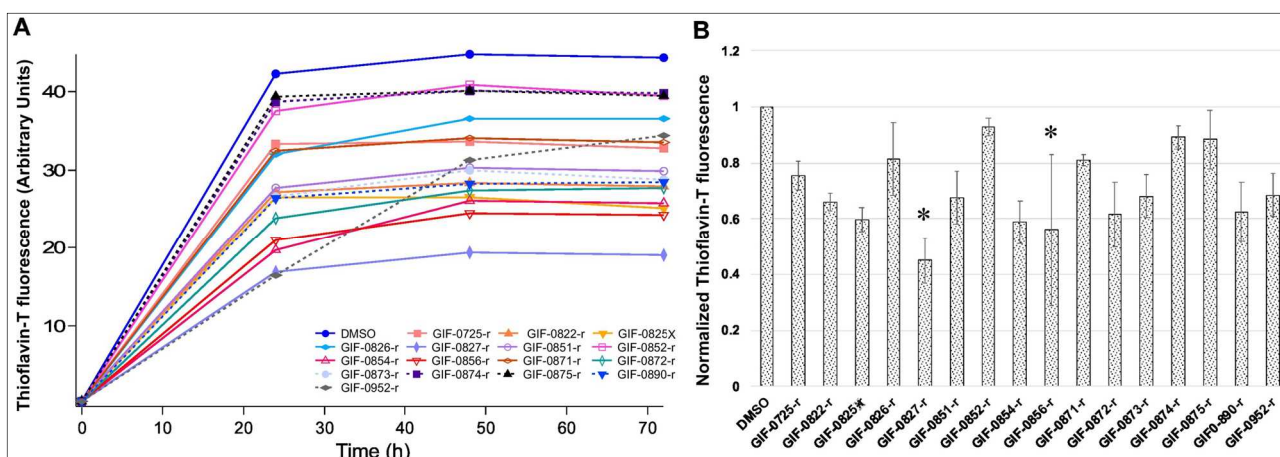 A
Thioflavin-T fluorescence (Arbitrary Units)
40
30
20
10
0
10
20
30
40
50
60
70
Time (h)
DMSO
GIF-0725-r
GIF-0822-r
GIF-0825X
GIF-0826-r
GIF-0827-r
GIF-0851-r
GIF-0852-r
GIF-0854-r
GIF-0856-r
GIF-0871-r
GIF-0872-r
GIF-0873-r
GIF-0874-r
GIF-0875-r
GIF-0890-r
GIF-0952-r
B
Normalized Thioflavin-T fluorescence
1.2
1
0.8
0.6
0.4
0.2
0
*
*
DMSO
GIF-0725-r
GIF-0822-r
GIF-0825X
GIF-0826-r
GIF-0827-r
GIF-0851-r
GIF-0852-r
GIF-0854-r
GIF-0856-r
GIF-0871-r
GIF-0872-r
GIF-0873-r
GIF-0874-r
GIF-0875-r
GIF0-890-r
GIF-0952-r